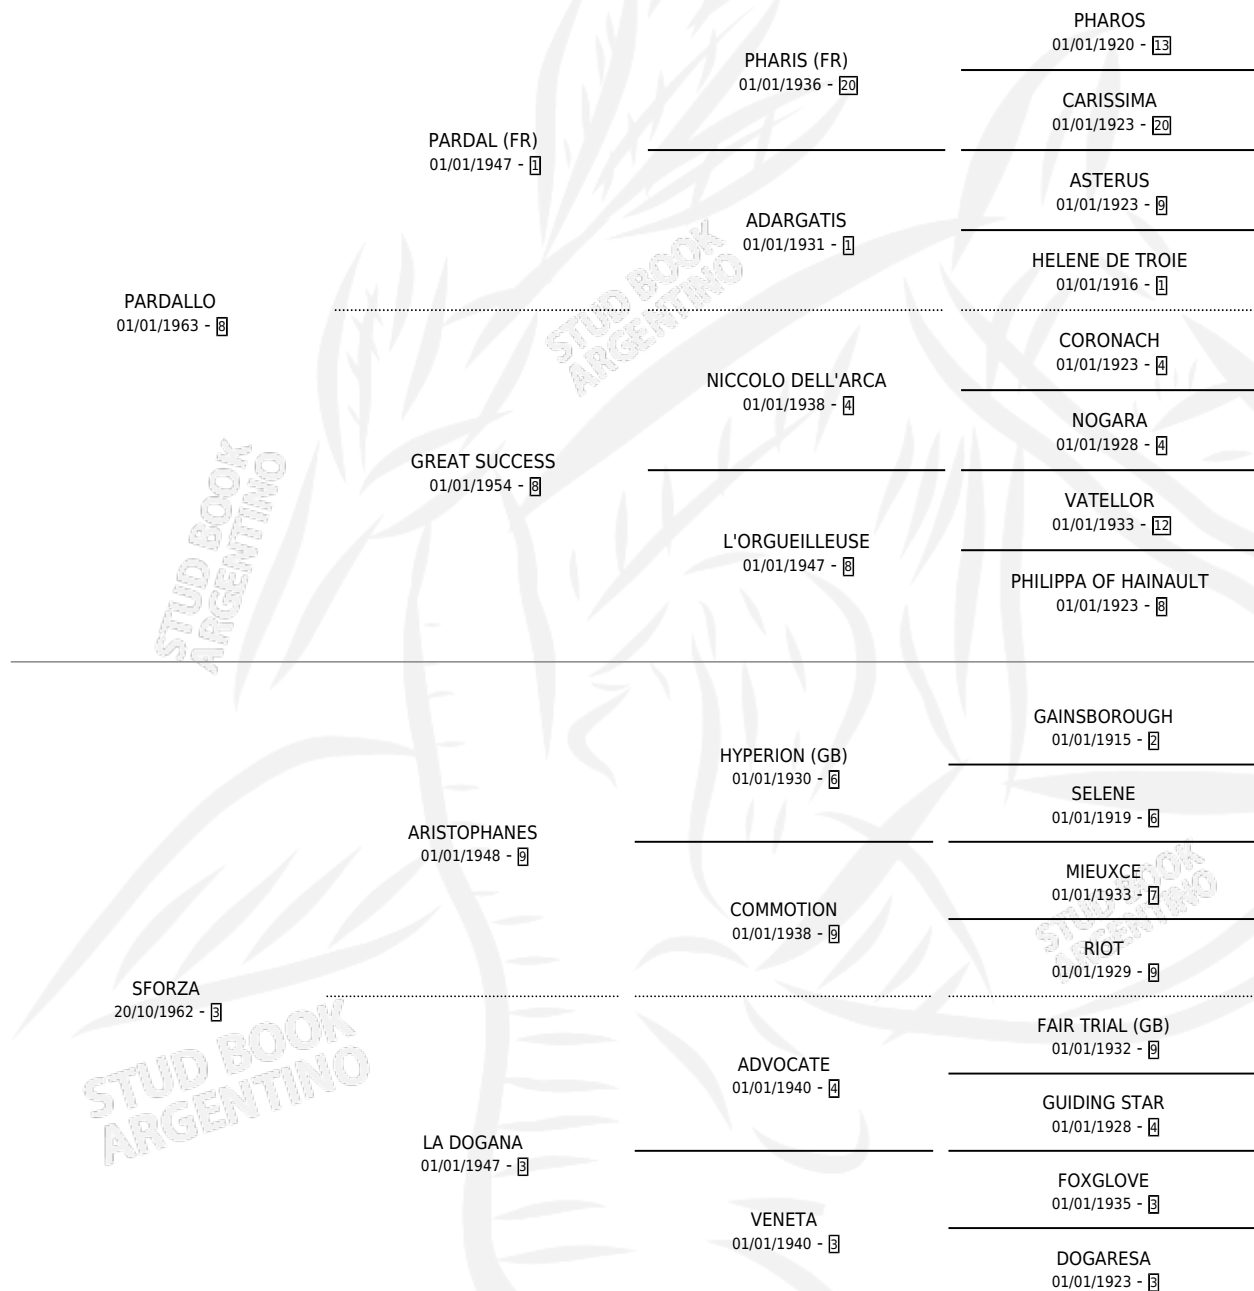 PHAROS
01/01/1920 - 13
PHARIS (FR)
01/01/1936 - 20
CARISSIMA
01/01/1923 - 20
PARDAL (FR)
01/01/1947 - 1
ASTERUS
01/01/1923 - 9
ADARGATIS
01/01/1931 - 1
HELENE DE TROIE
01/01/1916 - 1
PARDALLO
01/01/1963 - 8
CORONACH
01/01/1923 - 4
NICCOLO DELL'ARCA
01/01/1938 - 4
NOGARA
01/01/1928 - 4
GREAT SUCCESS
01/01/1954 - 8
VATELLOR
01/01/1933 - 12
L'ORGUEILLEUSE
01/01/1947 - 8
PHILIPPA OF HAINAULT
01/01/1923 - 8
GAINSBOROUGH
01/01/1915 - 2
HYPERION (GB)
01/01/1930 - 6
SELENE
01/01/1919 - 6
ARISTOPHANES
01/01/1948 - 9
MIEUXCE
01/01/1933 - 7
COMMOTION
01/01/1938 - 9
RIOT
01/01/1929 - 9
SFORZA
20/10/1962 - 3
FAIR TRIAL (GB)
01/01/1932 - 9
ADVOCATE
01/01/1940 - 4
GUIDING STAR
01/01/1928 - 4
LA DOGANA
01/01/1947 - 3
FOXGLOVE
01/01/1935 - 3
VENETA
01/01/1940 - 3
DOGARESA
01/01/1923 - 3
STUD BOOK
ARGENTINO
STUD BOOK
ARGENTINO
STUD BOOK
ARGENTINO
STUD BOOK
ARGENTINO